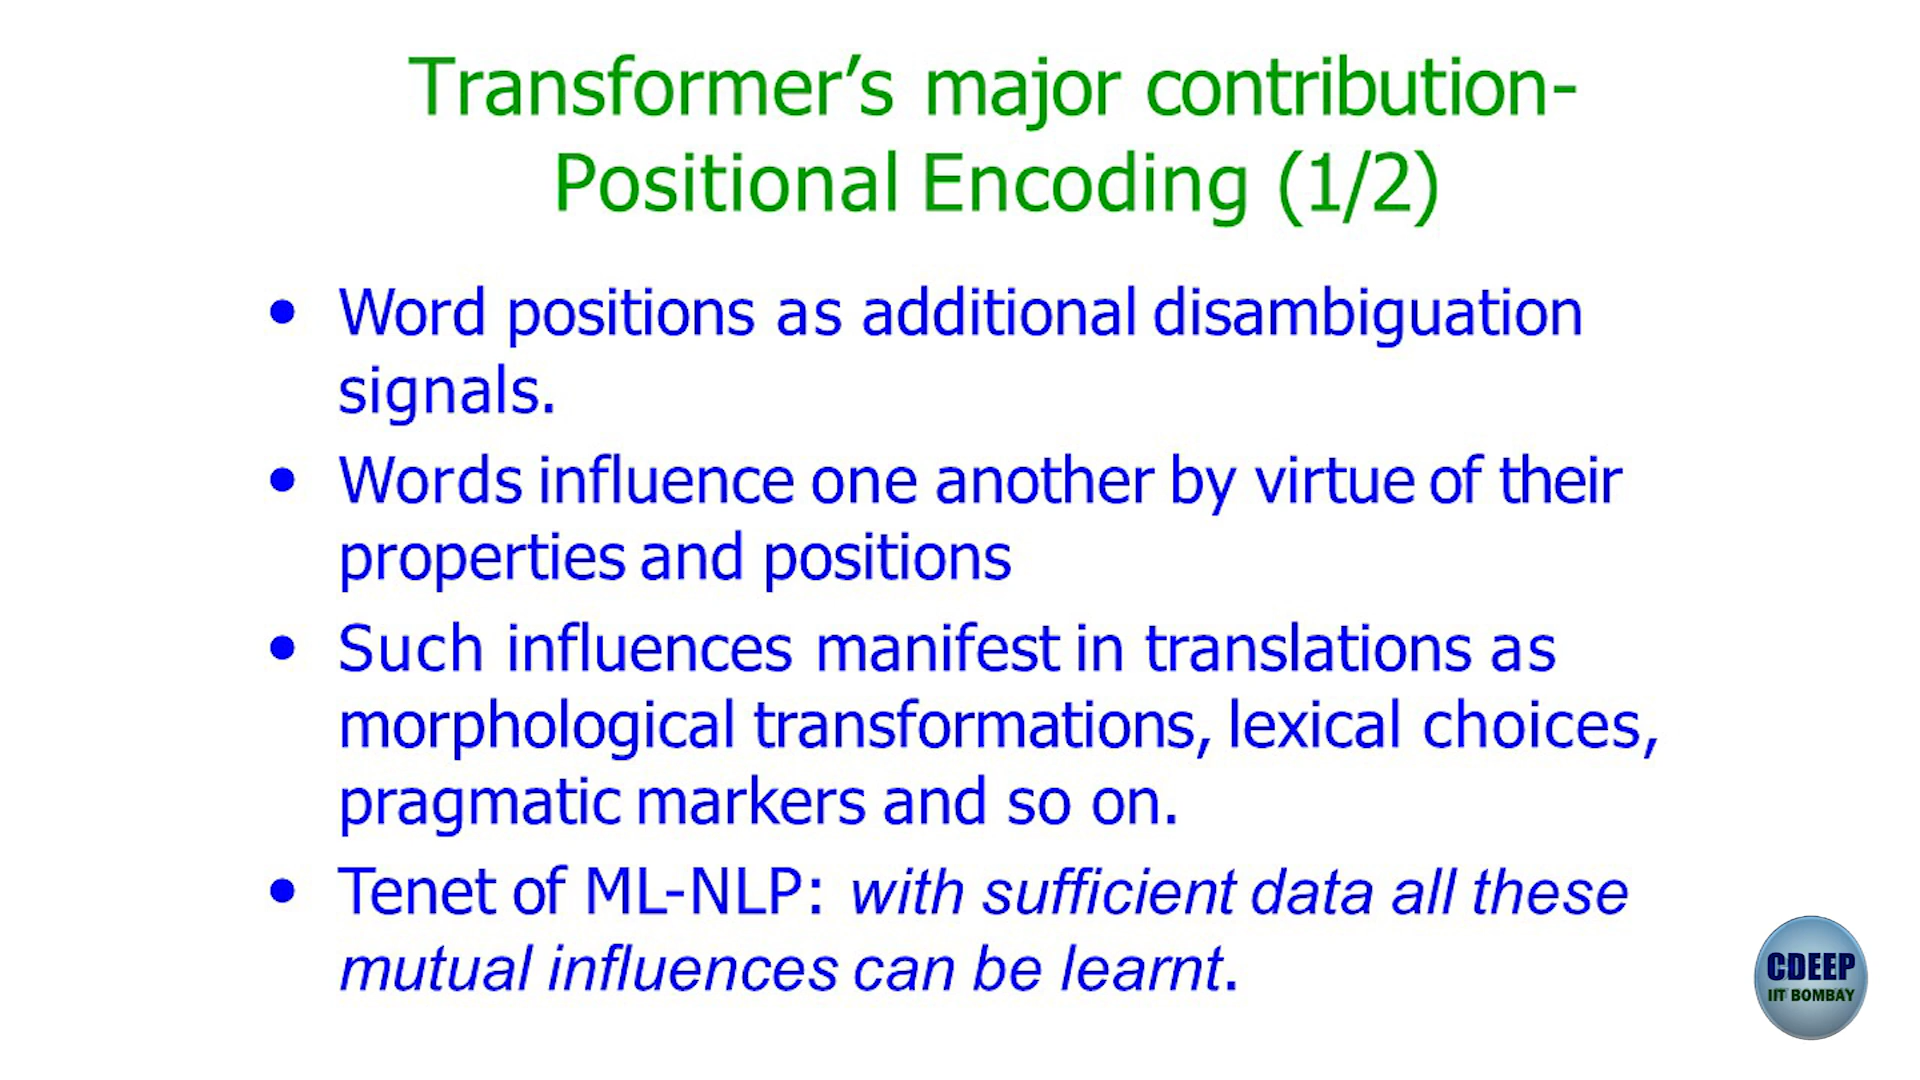 Transformer’s major contribution-
Positional Encoding (1/2)
• Word positions as additional disambiguation
signals.
• Words influence one another by virtue of their
properties and positions
• Such influences manifest in translations as
morphological transformations, lexical choices,
pragmatic markers and so on.
• Tenet of ML-NLP: with sufficient data all these
mutual influences can be learnt.
CDEEP
IIT BOMBAY